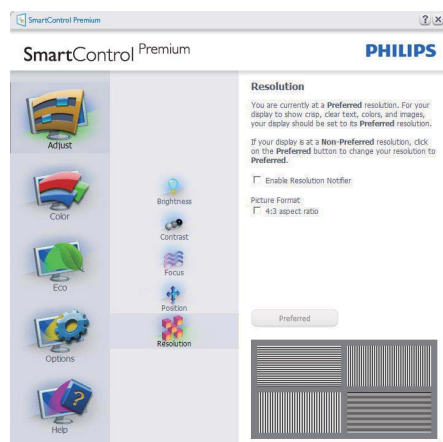 SmartControl Premium
? x
SmartControl Premium
PHILIPS
Adjust
Color
Eco
Options
Help
Brightness
Contrast
Focus
Position
Resolution
Resolution
You are currently at a Preferred resolution. For your
display to show crisp, clear text, colors, and images,
your display should be set to its Preferred resolution.
If your display is at a Non-Preferred resolution, click
on the Preferred button to change your resolution to
Preferred.
Enable Resolution Notifier
Picture Format
4:3 aspect ratio
Preferred